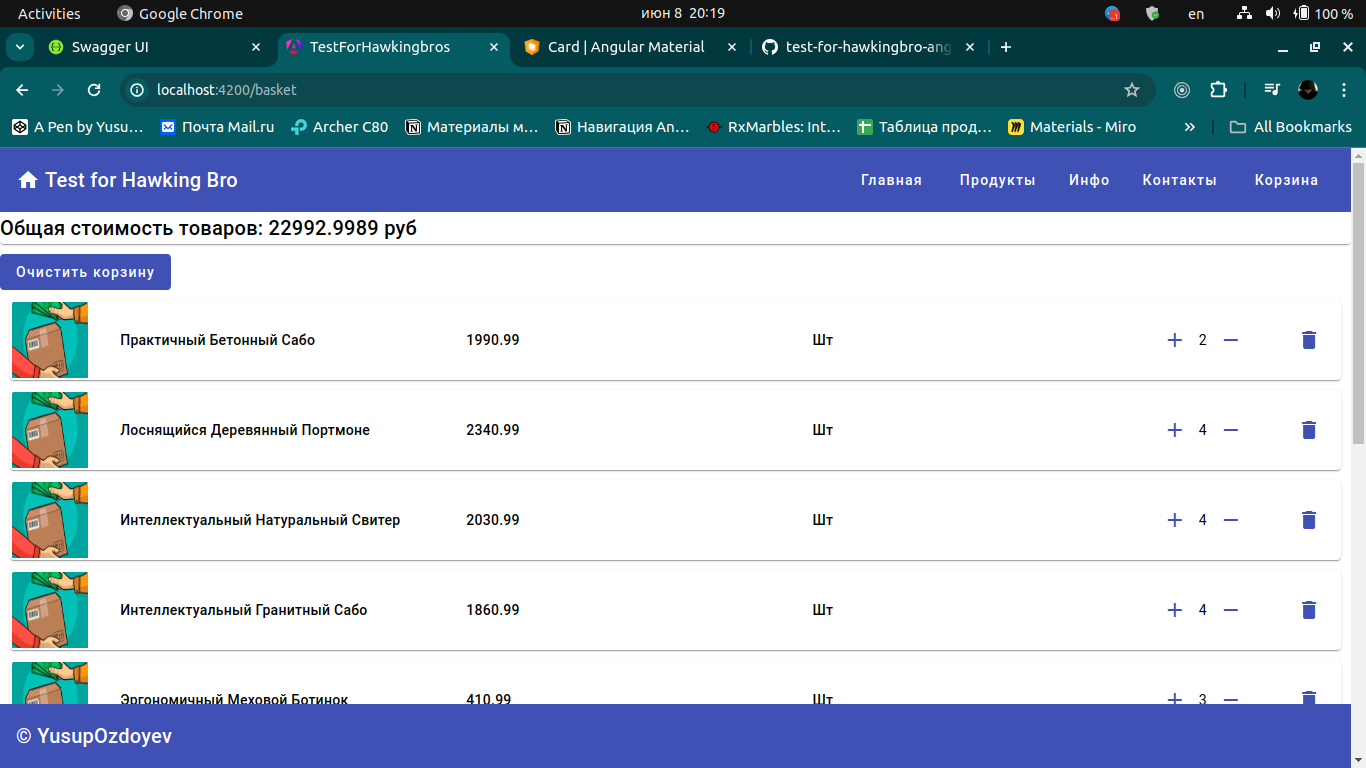 Activities Google Chrome июн 8 20:19 en 100 %
Swagger UI TestForHawkingbros Card | Angular Material test-for-hawkingbro-ang
localhost:4200/basket
A Pen by Yusu… Почта Mail.ru Archer C80 Материалы м… Навигация An… RxMarbles: Int… Таблица прод… Materials - Miro » All Bookmarks
Test for Hawking Bro Главная Продукты Инфо Контакты Корзина
Общая стоимость товаров: 22992.9989 руб
Очистить корзину
Практичный Бетонный Сабо 1990.99 Шт + 2 −
Лоснящийся Деревянный Портмоне 2340.99 Шт + 4 −
Интеллектуальный Натуральный Свитер 2030.99 Шт + 4 −
Интеллектуальный Гранитный Сабо 1860.99 Шт + 4 −
Эргономичный Меховой Ботинок 410.99 Шт + 3 −
© YusupOzdoyev